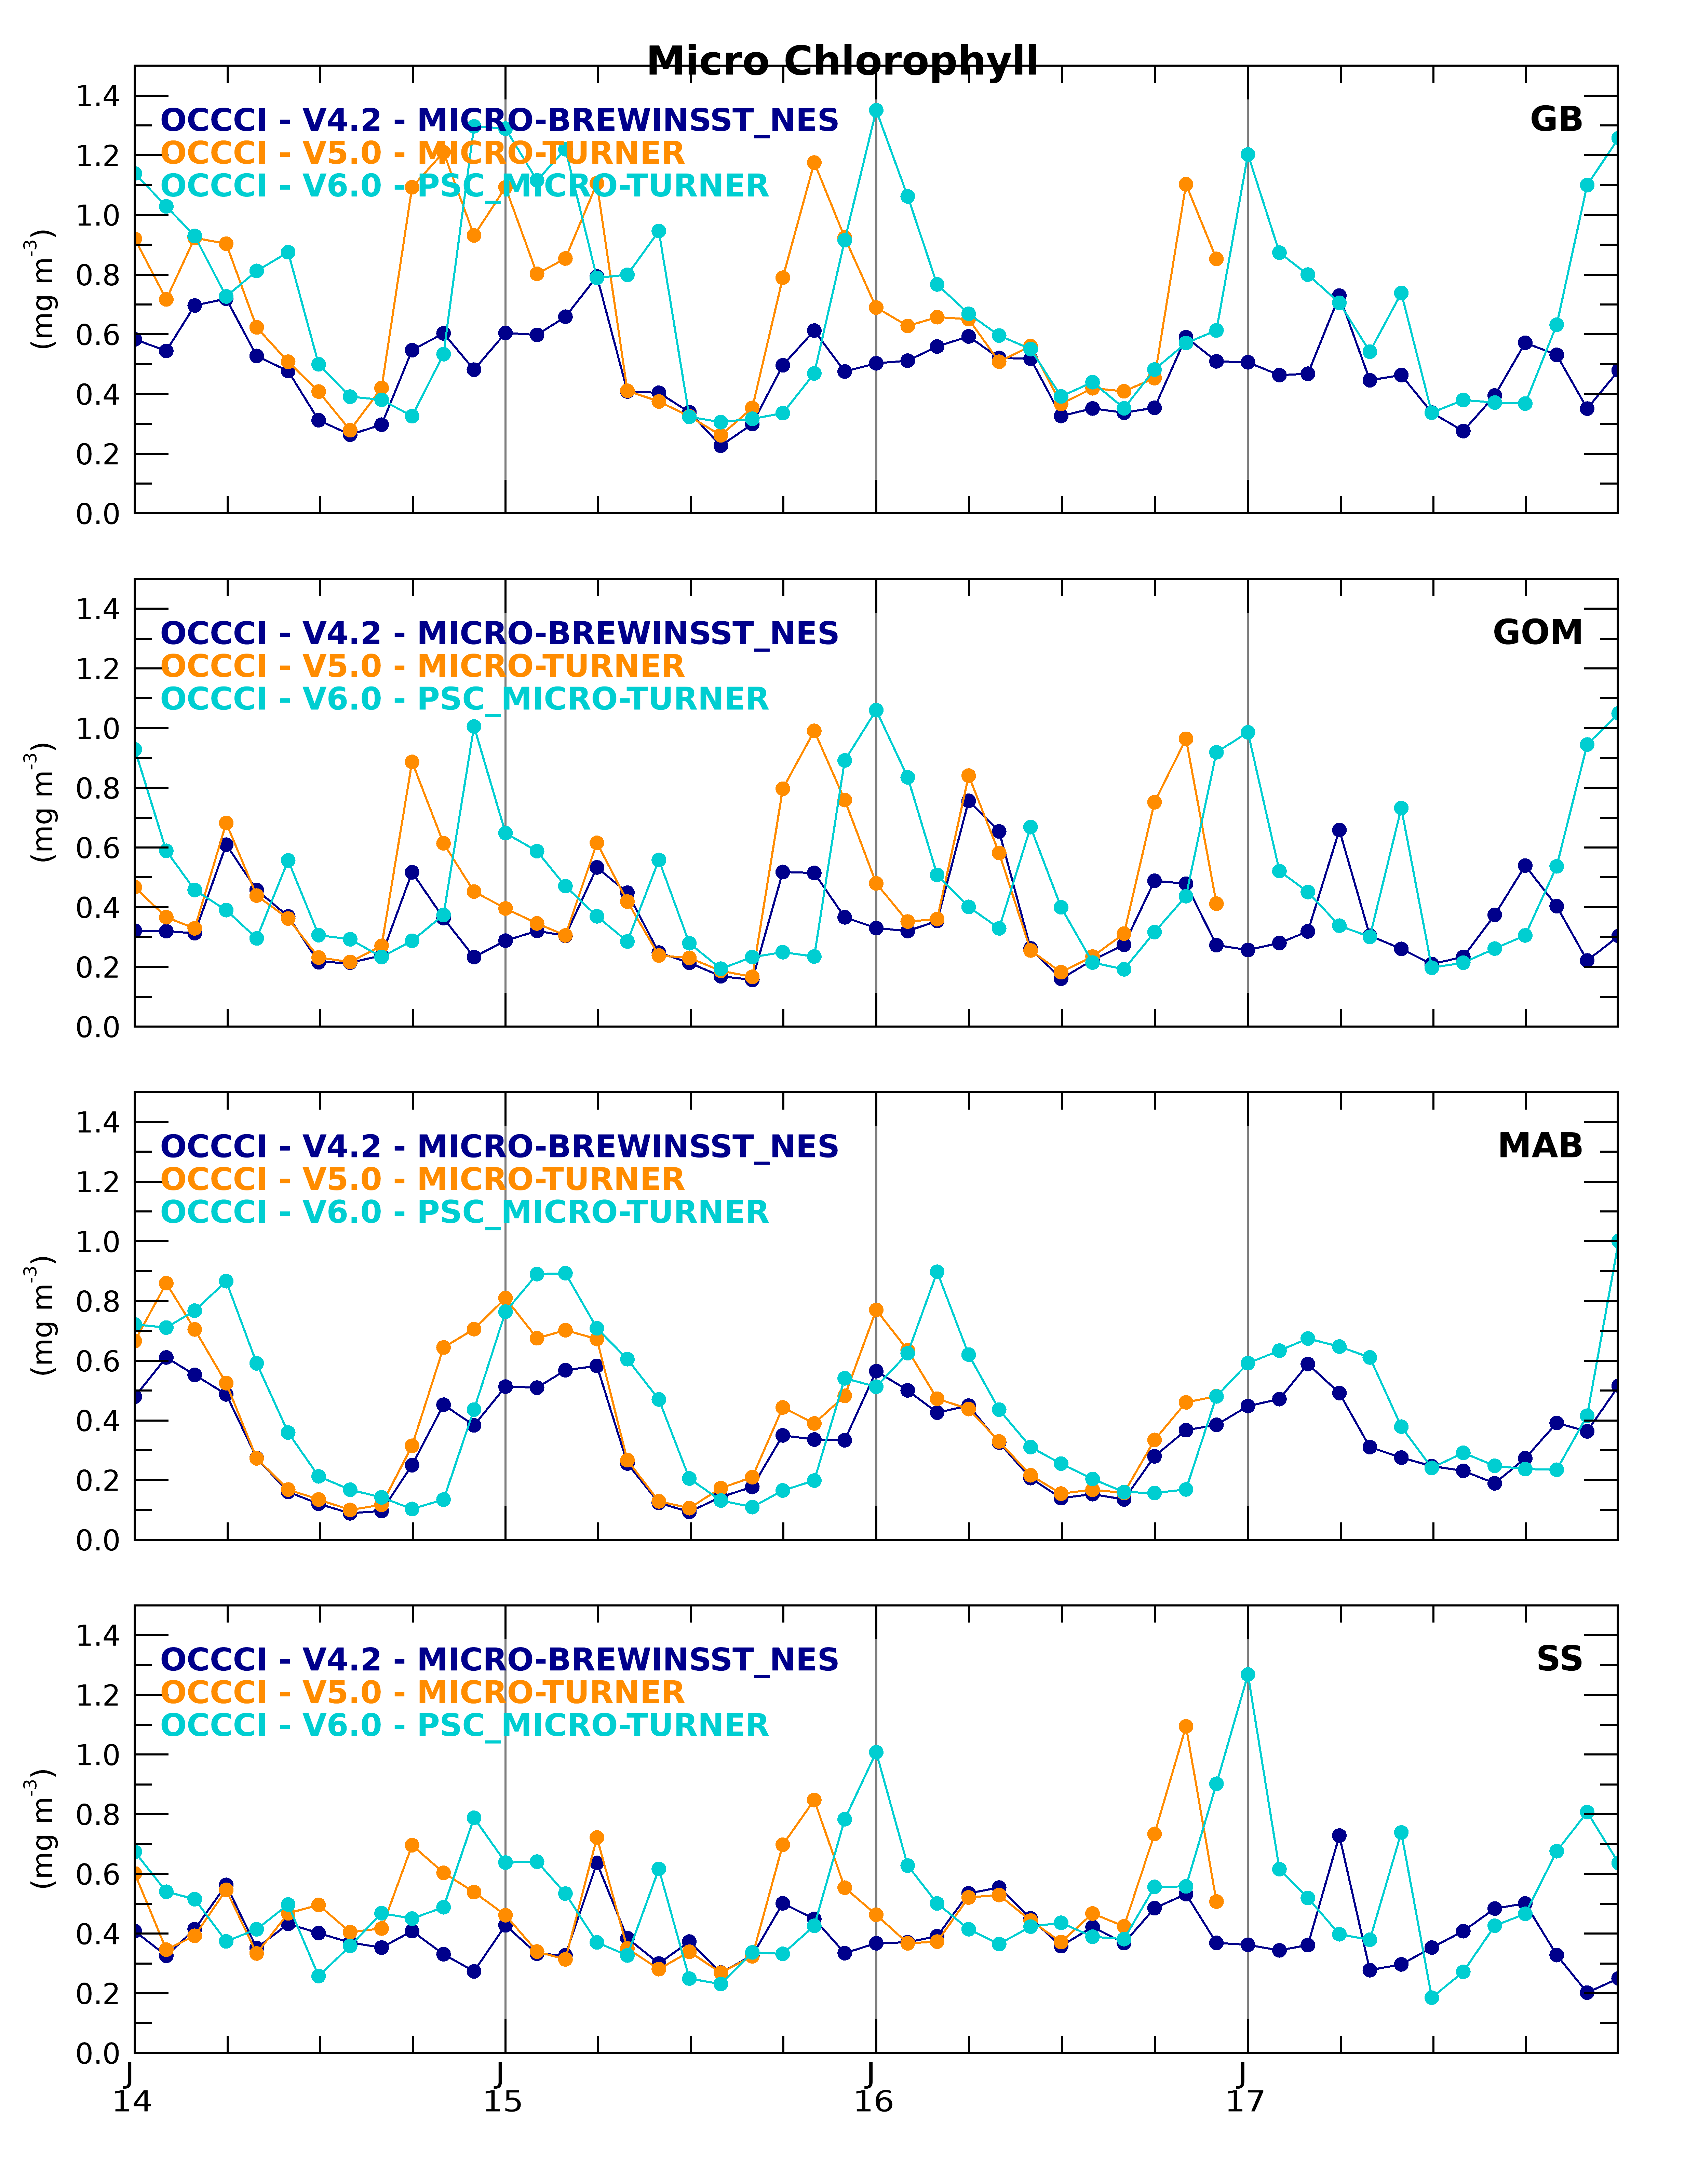 Micro Chlorophyll
OCCCI - V4.2 - MICRO-BREWINSST_NES
OCCCI - V5.0 - MICRO-TURNER
OCCCI - V6.0 - PSC_MICRO-TURNER
GB
1.4
1.2
1.0
0.8
0.6
0.4
0.2
0.0
(mg m-3)
OCCCI - V4.2 - MICRO-BREWINSST_NES
OCCCI - V5.0 - MICRO-TURNER
OCCCI - V6.0 - PSC_MICRO-TURNER
GOM
1.4
1.2
1.0
0.8
0.6
0.4
0.2
0.0
(mg m-3)
OCCCI - V4.2 - MICRO-BREWINSST_NES
OCCCI - V5.0 - MICRO-TURNER
OCCCI - V6.0 - PSC_MICRO-TURNER
MAB
1.4
1.2
1.0
0.8
0.6
0.4
0.2
0.0
(mg m-3)
OCCCI - V4.2 - MICRO-BREWINSST_NES
OCCCI - V5.0 - MICRO-TURNER
OCCCI - V6.0 - PSC_MICRO-TURNER
SS
1.4
1.2
1.0
0.8
0.6
0.4
0.2
0.0
(mg m-3)
J J J J
14 15 16 17